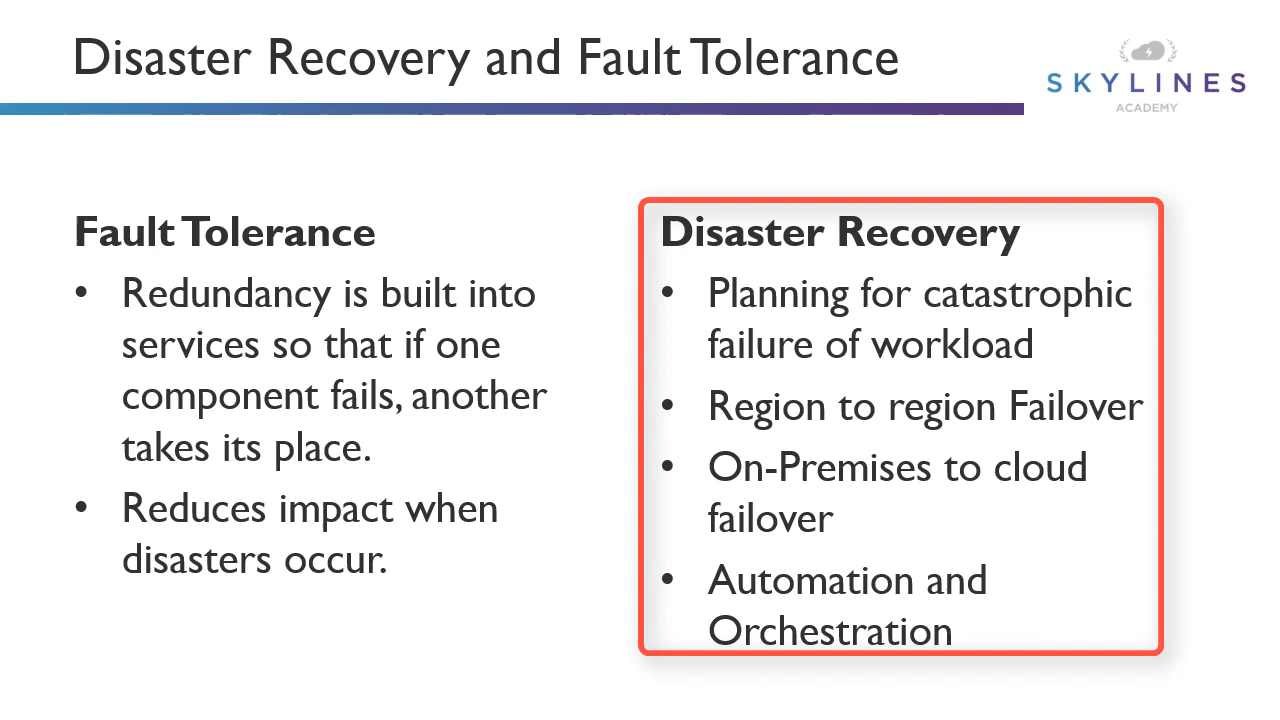 Disaster Recovery and Fault Tolerance
SKYLINES
ACADEMY
Fault Tolerance
• Redundancy is built into
services so that if one
component fails, another
takes its place.
• Reduces impact when
disasters occur.
Disaster Recovery
• Planning for catastrophic
failure of workload
• Region to region Failover
• On-Premises to cloud
failover
• Automation and
Orchestration